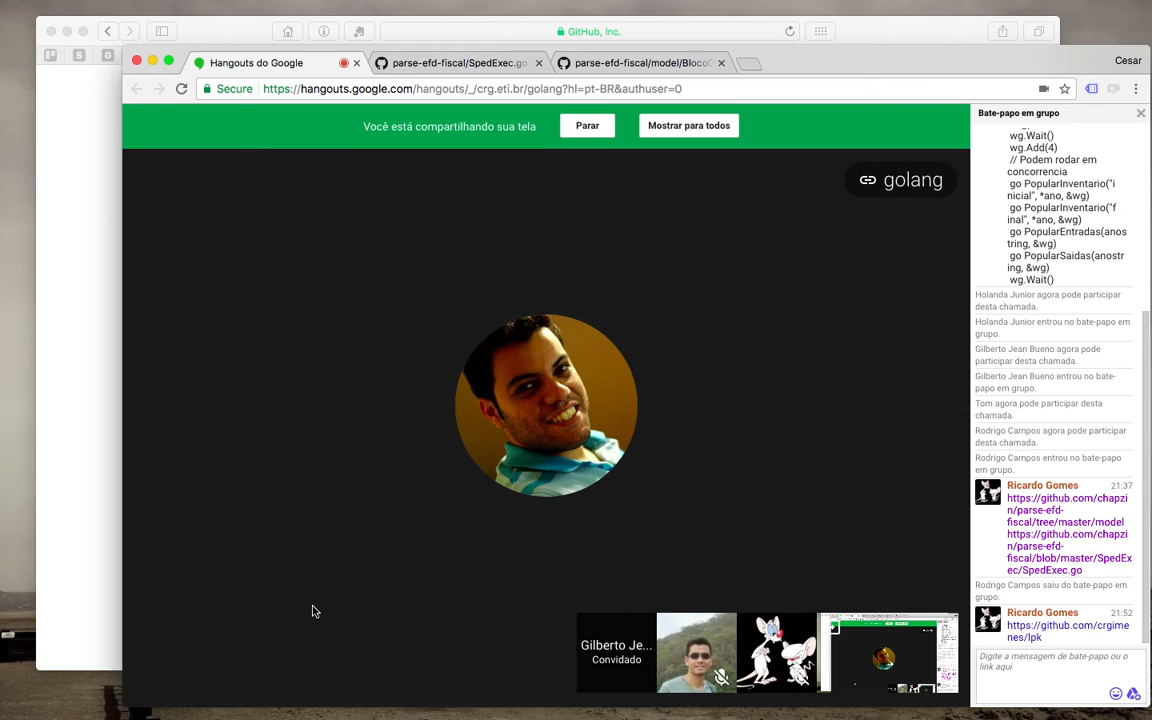 GitHub, Inc.
S
G
Hangouts do Google
parse-efd-fiscal/SpedExec.go
parse-efd-fiscal/model/Bloco0
Cesar
Secure
https://hangouts.google.com/hangouts/_/crg.eti.br/golang?hl=pt-BR&authuser=0
Você está compartilhando sua tela
Parar
Mostrar para todos
golang
Gilberto Je...
Convidado
Bate-papo em grupo
wg.Wait()
wg.Add(4)
// Podem rodar em
concorrencia
go PopularInventario("i
nicial", *ano, &wg)
go PopularInventario("f
inal", *ano, &wg)
go PopularEntradas(anos
tring, &wg)
go PopularSaidas(anostr
ing, &wg)
wg.Wait()
Holanda Junior agora pode participar
desta chamada.
Holanda Junior entrou no bate-papo em
grupo.
Gilberto Jean Bueno agora pode
participar desta chamada.
Gilberto Jean Bueno entrou no bate-
papo em grupo.
Tom agora pode participar desta
chamada.
Rodrigo Campos agora pode participar
desta chamada.
Rodrigo Campos entrou no bate-papo em
grupo.
Ricardo Gomes 21:37
https://github.com/chapzi
n/parse-efd-
fiscal/tree/master/model
https://github.com/chapzi
n/parse-efd-
fiscal/blob/master/SpedEx
ec/SpedExec.go
Rodrigo Campos saiu do bate-papo em
grupo.
Ricardo Gomes 21:52
https://github.com/crgime
nes/lpk
Digite a mensagem de bate-papo ou o
link aqui